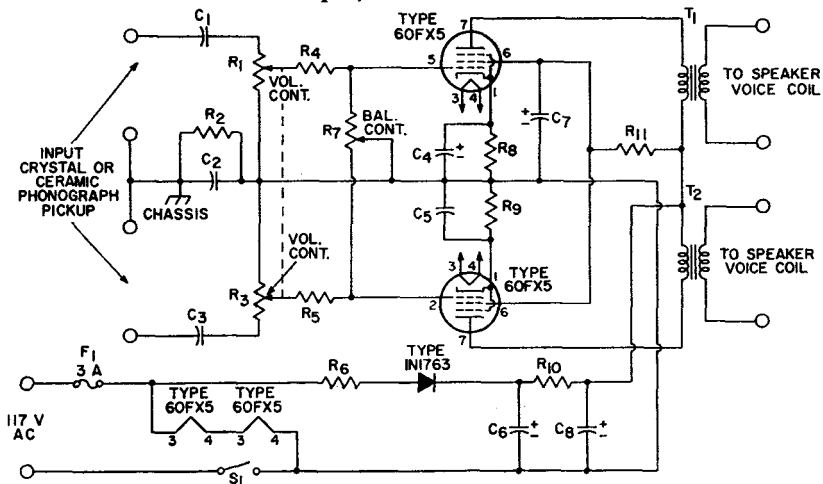 TYPE
60FX5
T1
C1
R1
R4
VOL.
CONT.
5
7
6
3
4
1
TO SPEAKER
VOICE COIL
R2
R7
BAL.
CONT.
C7
+
-
C4
+
-
R8
R11
INPUT
CRYSTAL OR
CERAMIC
PHONOGRAPH
PICKUP
C2
CHASSIS
C5
R9
T2
VOL.
CONT.
R3
R5
2
3
4
1
6
7
TYPE
60FX5
TO SPEAKER
VOICE COIL
C3
F1
3 A
TYPE
IN1763
R6
R10
117 V
AC
TYPE
60FX5
TYPE
60FX5
3
4
3
4
C6
+
-
C8
+
-
S1